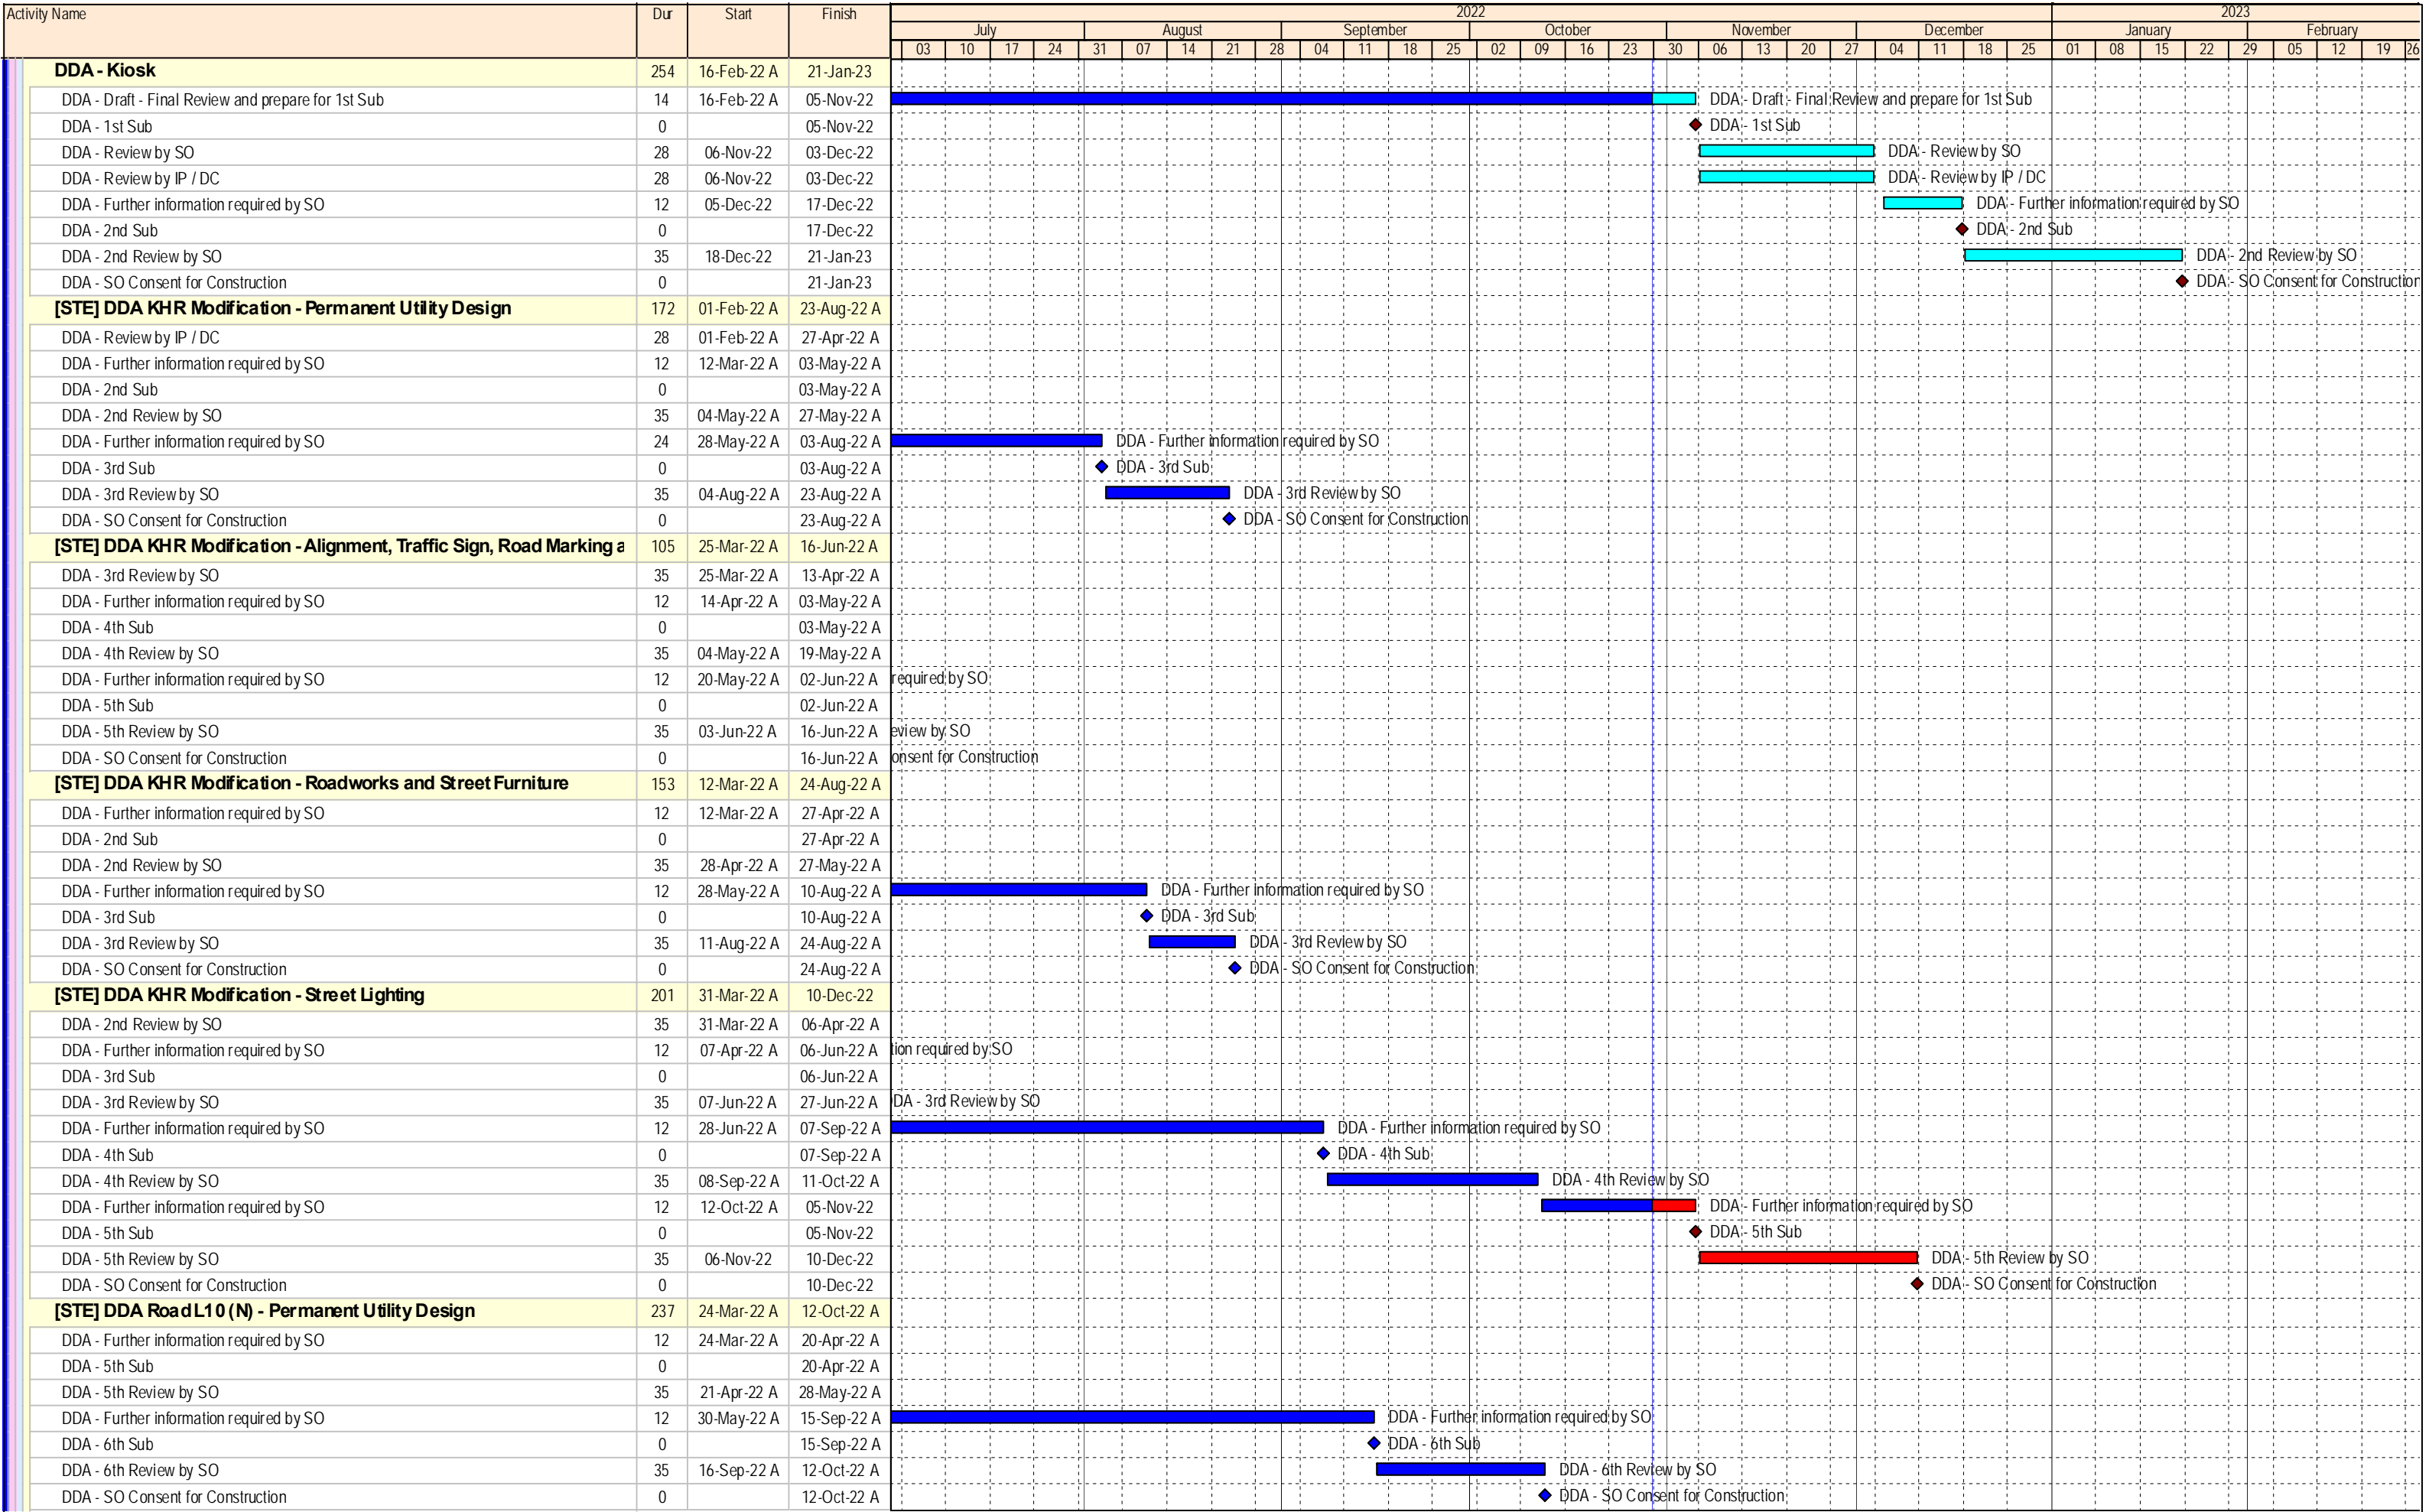 Activity Name Dur Start Finish 2022 2023
July August September October November December January February
03 10 17 24 31 07 14 21 28 04 11 18 25 02 09 16 23 30 06 13 20 27 04 11 18 25 01 08 15 22 29 05 12 19 26
DDA - Kiosk 254 16-Feb-22 A 21-Jan-23
DDA - Draft - Final Review and prepare for 1st Sub 14 16-Feb-22 A 05-Nov-22 DDA - Draft - Final Review and prepare for 1st Sub
DDA - 1st Sub 0 05-Nov-22 DDA - 1st Sub
DDA - Review by SO 28 06-Nov-22 03-Dec-22 DDA - Review by SO
DDA - Review by IP / DC 28 06-Nov-22 03-Dec-22 DDA - Review by IP / DC
DDA - Further information required by SO 12 05-Dec-22 17-Dec-22 DDA - Further information required by SO
DDA - 2nd Sub 0 17-Dec-22 DDA - 2nd Sub
DDA - 2nd Review by SO 35 18-Dec-22 21-Jan-23 DDA - 2nd Review by SO
DDA - SO Consent for Construction 0 21-Jan-23 DDA - SO Consent for Construction
[STE] DDA KHR Modification - Permanent Utility Design 172 01-Feb-22 A 23-Aug-22 A
DDA - Review by IP / DC 28 01-Feb-22 A 27-Apr-22 A
DDA - Further information required by SO 12 12-Mar-22 A 03-May-22 A
DDA - 2nd Sub 0 03-May-22 A
DDA - 2nd Review by SO 35 04-May-22 A 27-May-22 A
DDA - Further information required by SO 24 28-May-22 A 03-Aug-22 A DDA - Further information required by SO
DDA - 3rd Sub 0 03-Aug-22 A DDA - 3rd Sub
DDA - 3rd Review by SO 35 04-Aug-22 A 23-Aug-22 A DDA - 3rd Review by SO
DDA - SO Consent for Construction 0 23-Aug-22 A DDA - SO Consent for Construction
[STE] DDA KHR Modification - Alignment, Traffic Sign, Road Marking a 105 25-Mar-22 A 16-Jun-22 A
DDA - 3rd Review by SO 35 25-Mar-22 A 13-Apr-22 A
DDA - Further information required by SO 12 14-Apr-22 A 03-May-22 A
DDA - 4th Sub 0 03-May-22 A
DDA - 4th Review by SO 35 04-May-22 A 19-May-22 A
DDA - Further information required by SO 12 20-May-22 A 02-Jun-22 A required by SO
DDA - 5th Sub 0 02-Jun-22 A
DDA - 5th Review by SO 35 03-Jun-22 A 16-Jun-22 A eview by SO
DDA - SO Consent for Construction 0 16-Jun-22 A onsent for Construction
[STE] DDA KHR Modification - Roadworks and Street Furniture 153 12-Mar-22 A 24-Aug-22 A
DDA - Further information required by SO 12 12-Mar-22 A 27-Apr-22 A
DDA - 2nd Sub 0 27-Apr-22 A
DDA - 2nd Review by SO 35 28-Apr-22 A 27-May-22 A
DDA - Further information required by SO 12 28-May-22 A 10-Aug-22 A DDA - Further information required by SO
DDA - 3rd Sub 0 10-Aug-22 A DDA - 3rd Sub
DDA - 3rd Review by SO 35 11-Aug-22 A 24-Aug-22 A DDA - 3rd Review by SO
DDA - SO Consent for Construction 0 24-Aug-22 A DDA - SO Consent for Construction
[STE] DDA KHR Modification - Street Lighting 201 31-Mar-22 A 10-Dec-22
DDA - 2nd Review by SO 35 31-Mar-22 A 06-Apr-22 A
DDA - Further information required by SO 12 07-Apr-22 A 06-Jun-22 A tion required by SO
DDA - 3rd Sub 0 06-Jun-22 A
DDA - 3rd Review by SO 35 07-Jun-22 A 27-Jun-22 A DDA - 3rd Review by SO
DDA - Further information required by SO 12 28-Jun-22 A 07-Sep-22 A DDA - Further information required by SO
DDA - 4th Sub 0 07-Sep-22 A DDA - 4th Sub
DDA - 4th Review by SO 35 08-Sep-22 A 11-Oct-22 A DDA - 4th Review by SO
DDA - Further information required by SO 12 12-Oct-22 A 05-Nov-22 DDA - Further information required by SO
DDA - 5th Sub 0 05-Nov-22 DDA - 5th Sub
DDA - 5th Review by SO 35 06-Nov-22 10-Dec-22 DDA - 5th Review by SO
DDA - SO Consent for Construction 0 10-Dec-22 DDA - SO Consent for Construction
[STE] DDA Road L10 (N) - Permanent Utility Design 237 24-Mar-22 A 12-Oct-22 A
DDA - Further information required by SO 12 24-Mar-22 A 20-Apr-22 A
DDA - 5th Sub 0 20-Apr-22 A
DDA - 5th Review by SO 35 21-Apr-22 A 28-May-22 A
DDA - Further information required by SO 12 30-May-22 A 15-Sep-22 A DDA - Further information required by SO
DDA - 6th Sub 0 15-Sep-22 A DDA - 6th Sub
DDA - 6th Review by SO 35 16-Sep-22 A 12-Oct-22 A DDA - 6th Review by SO
DDA - SO Consent for Construction 0 12-Oct-22 A DDA - SO Consent for Construction